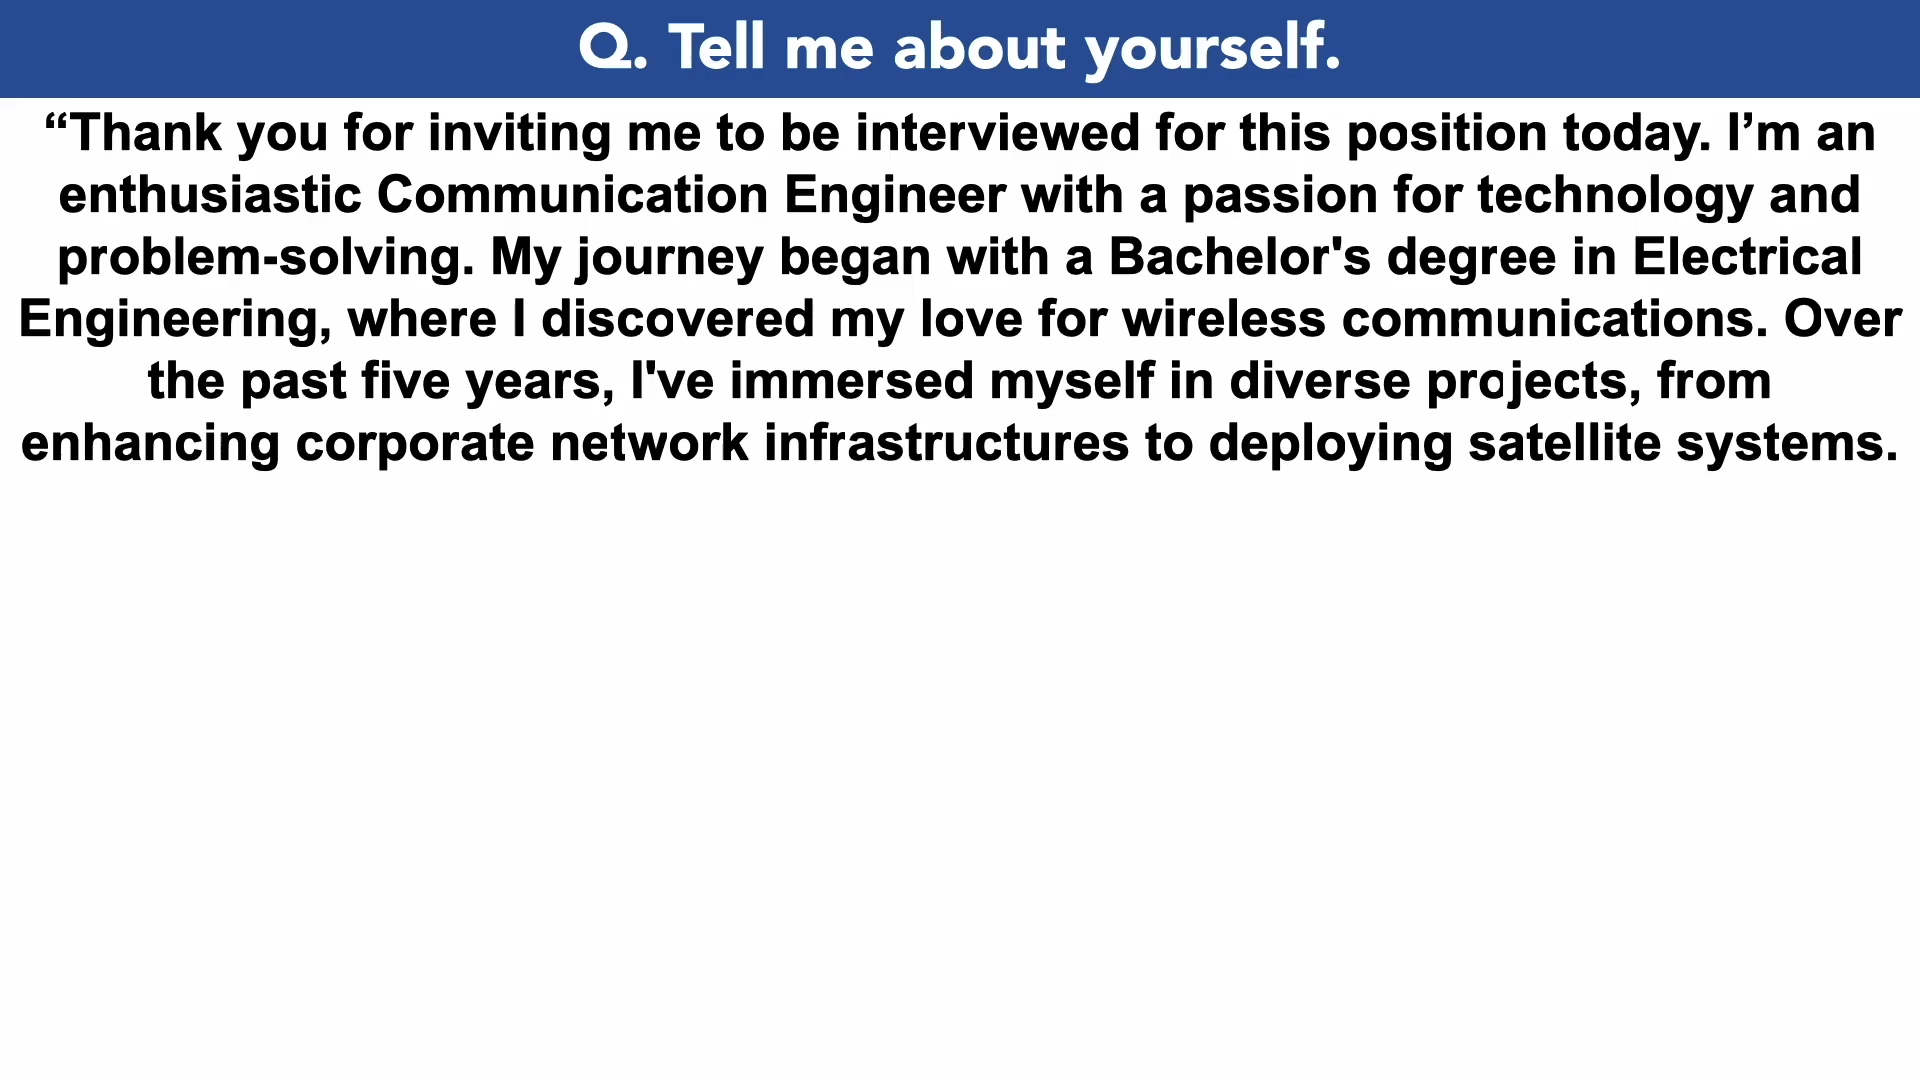 Q. Tell me about yourself.
“Thank you for inviting me to be interviewed for this position today. I’m an
enthusiastic Communication Engineer with a passion for technology and
problem-solving. My journey began with a Bachelor's degree in Electrical
Engineering, where I discovered my love for wireless communications. Over
the past five years, I've immersed myself in diverse projects, from
enhancing corporate network infrastructures to deploying satellite systems.